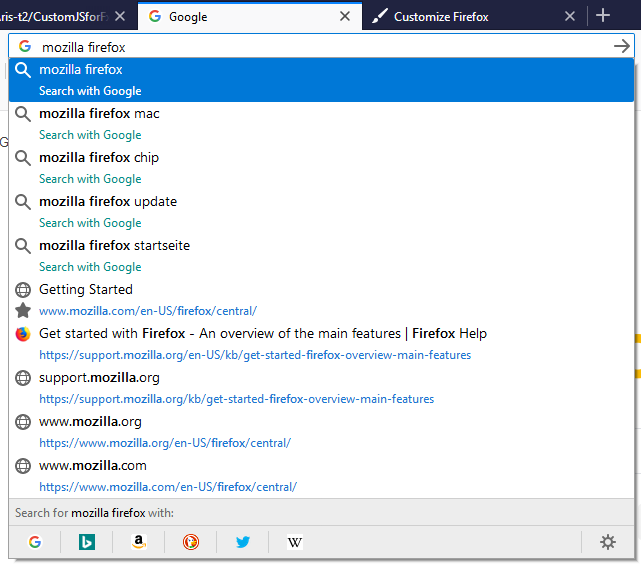 .ris-t2/CustomJSforF
Google
Customize Firefox
mozilla firefox
mozilla firefox
Search with Google
mozilla firefox mac
Search with Google
mozilla firefox chip
Search with Google
mozilla firefox update
Search with Google
mozilla firefox startseite
Search with Google
Getting Started
www.mozilla.com/en-US/firefox/central/
Get started with Firefox - An overview of the main features | Firefox Help
https://support.mozilla.org/en-US/kb/get-started-firefox-overview-main-features
support.mozilla.org
https://support.mozilla.org/kb/get-started-firefox-overview-main-features
www.mozilla.org
https://www.mozilla.org/en-US/firefox/central/
www.mozilla.com
https://www.mozilla.com/en-US/firefox/central/
Search for mozilla firefox with: